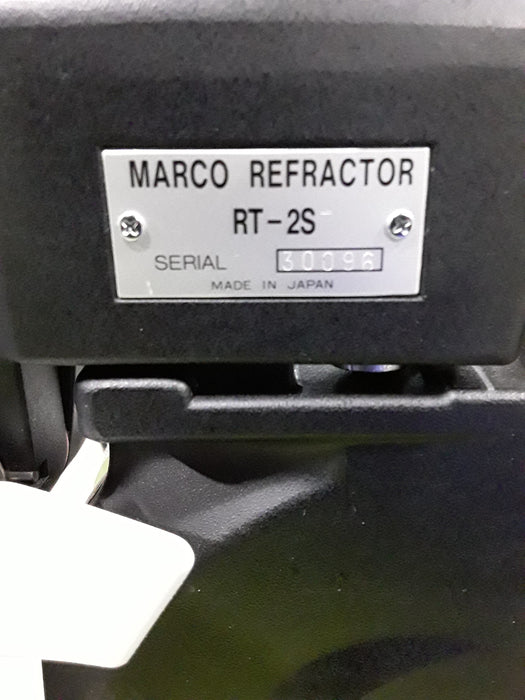 MARCO REFRACTOR
RT-2S
SERIAL 30096
MADE IN JAPAN